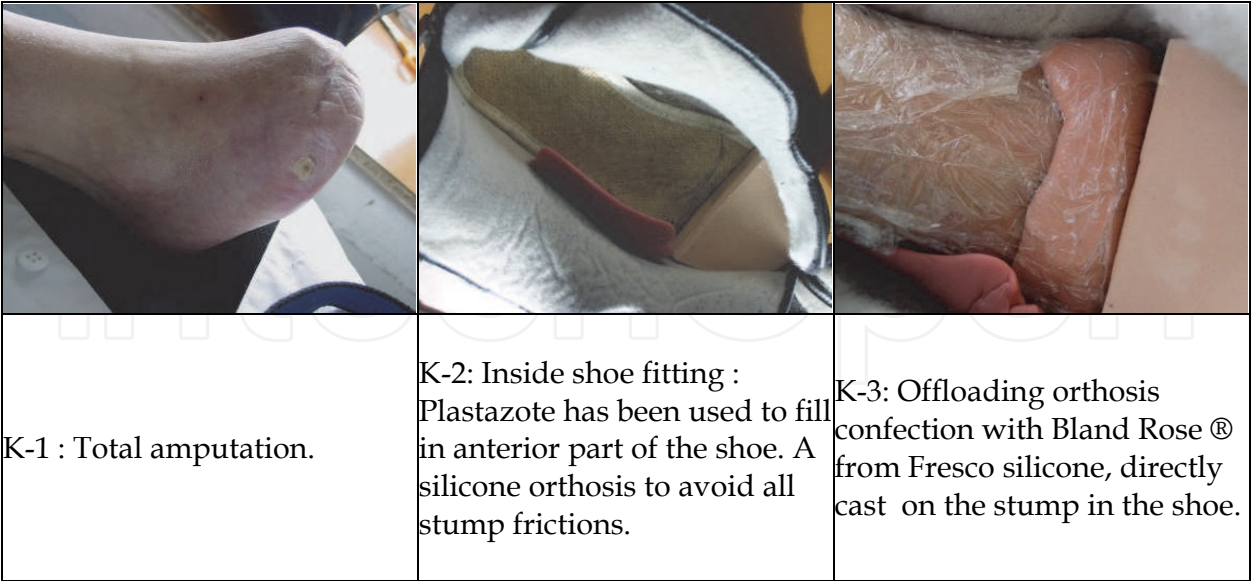 K-1 : Total amputation.
K-2: Inside shoe fitting :
Plastazote has been used to fill
in anterior part of the shoe. A
silicone orthosis to avoid all
stump frictions.
K-3: Offloading orthosis
confection with Bland Rose ®
from Fresco silicone, directly
cast on the stump in the shoe.
intechopen